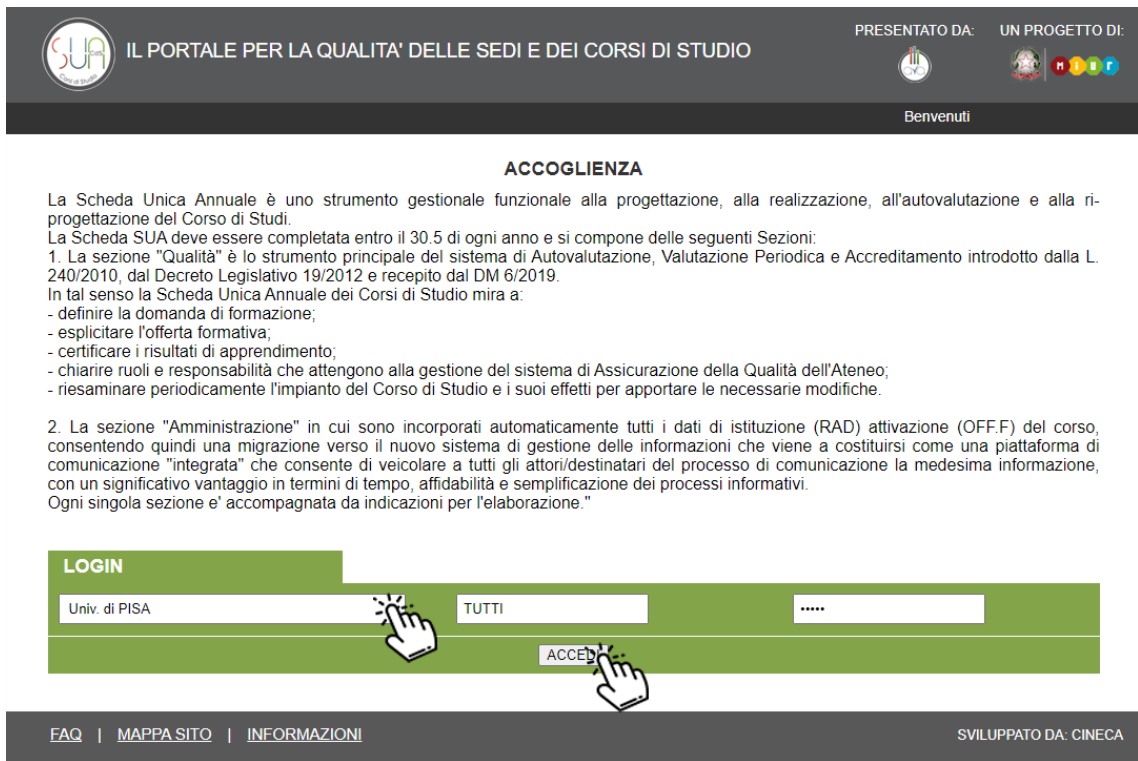 SUA CdS
Corsi di Studio
IL PORTALE PER LA QUALITA' DELLE SEDI E DEI CORSI DI STUDIO
PRESENTATO DA:
UN PROGETTO DI:
Miur
Benvenuti
ACCOGLIENZA
La Scheda Unica Annuale è uno strumento gestionale funzionale alla progettazione, alla realizzazione, all'autovalutazione e alla ri-
progettazione del Corso di Studi.
La Scheda SUA deve essere completata entro il 30.5 di ogni anno e si compone delle seguenti Sezioni:
1. La sezione "Qualità" è lo strumento principale del sistema di Autovalutazione, Valutazione Periodica e Accreditamento introdotto dalla L.
240/2010, dal Decreto Legislativo 19/2012 e recepito dal DM 6/2019.
In tal senso la Scheda Unica Annuale dei Corsi di Studio mira a:
- definire la domanda di formazione;
- esplicitare l'offerta formativa;
- certificare i risultati di apprendimento;
- chiarire ruoli e responsabilità che attengono alla gestione del sistema di Assicurazione della Qualità dell'Ateneo;
- riesaminare periodicamente l'impianto del Corso di Studio e i suoi effetti per apportare le necessarie modifiche.
2. La sezione "Amministrazione" in cui sono incorporati automaticamente tutti i dati di istituzione (RAD) attivazione (OFF.F) del corso,
consentendo quindi una migrazione verso il nuovo sistema di gestione delle informazioni che viene a costituirsi come una piattaforma di
comunicazione "integrata" che consente di veicolare a tutti gli attori/destinatari del processo di comunicazione la medesima informazione,
con un significativo vantaggio in termini di tempo, affidabilità e semplificazione dei processi informativi.
Ogni singola sezione e' accompagnata da indicazioni per l'elaborazione."
LOGIN
Univ. di PISA
TUTTI
•••••
ACCEDI
FAQ | MAPPA SITO | INFORMAZIONI
SVILUPPATO DA: CINECA